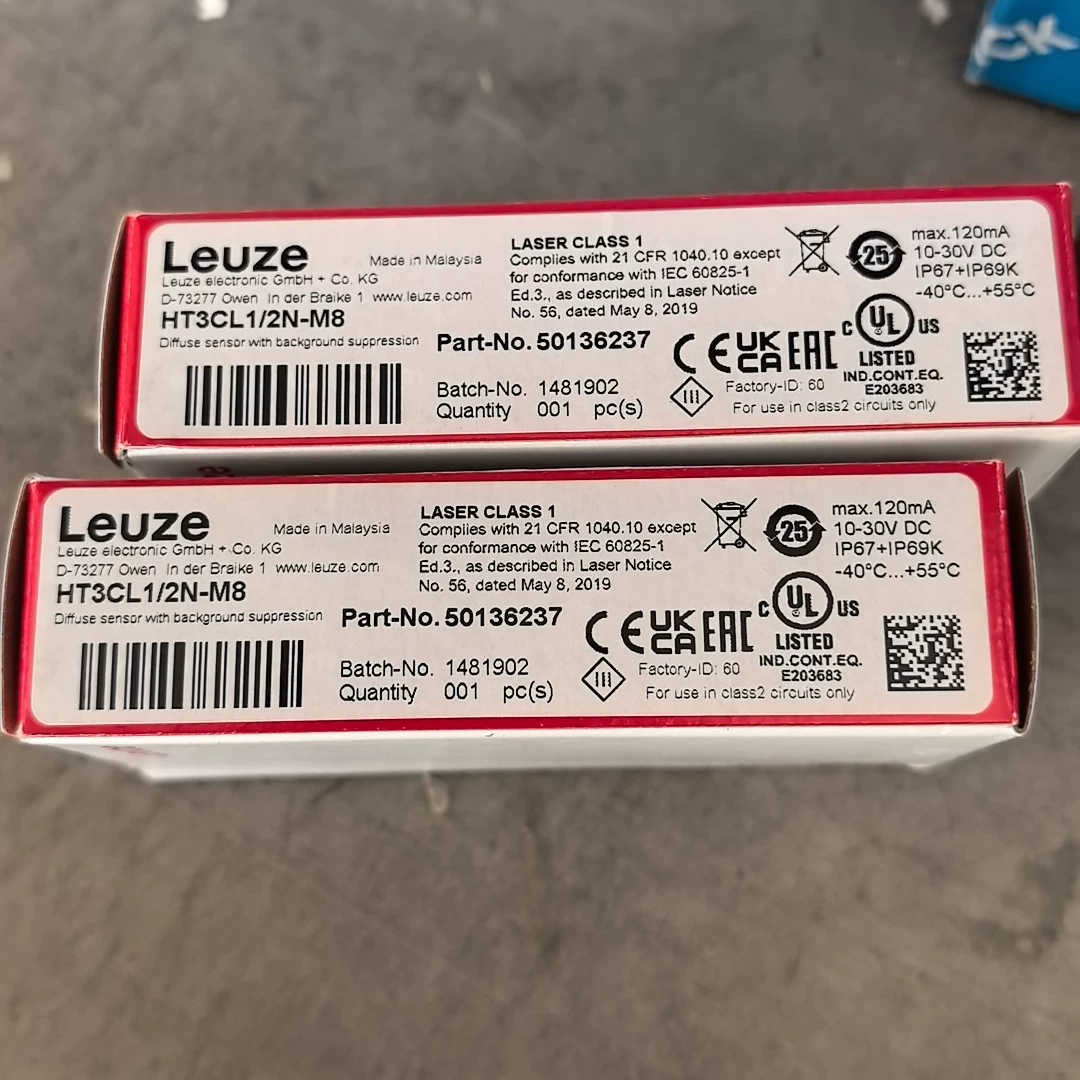 CK
Leuze
Made in Malaysia
Leuze electronic GmbH + Co. KG
D-73277 Owen In der Braike 1 www.leuze.com
HT3CL1/2N-M8
Diffuse sensor with background suppression
LASER CLASS 1
Complies with 21 CFR 1040.10 except
for conformance with IEC 60825-1
Ed.3., as described in Laser Notice
No. 56, dated May 8, 2019
Part-No. 50136237
Batch-No. 1481902
Quantity 001 pc(s)
25
max.120mA
10-30V DC
IP67+IP69K
-40°C...+55°C
CE UKCA EAC
c UL US
LISTED
IND.CONT.EQ.
E203683
III
Factory-ID: 60
For use in class2 circuits only
Leuze
Made in Malaysia
Leuze electronic GmbH + Co. KG
D-73277 Owen In der Braike 1 www.leuze.com
HT3CL1/2N-M8
Diffuse sensor with background suppression
LASER CLASS 1
Complies with 21 CFR 1040.10 except
for conformance with IEC 60825-1
Ed.3., as described in Laser Notice
No. 56, dated May 8, 2019
Part-No. 50136237
Batch-No. 1481902
Quantity 001 pc(s)
25
max.120mA
10-30V DC
IP67+IP69K
-40°C...+55°C
CE UKCA EAC
c UL US
LISTED
IND.CONT.EQ.
E203683
III
Factory-ID: 60
For use in class2 circuits only